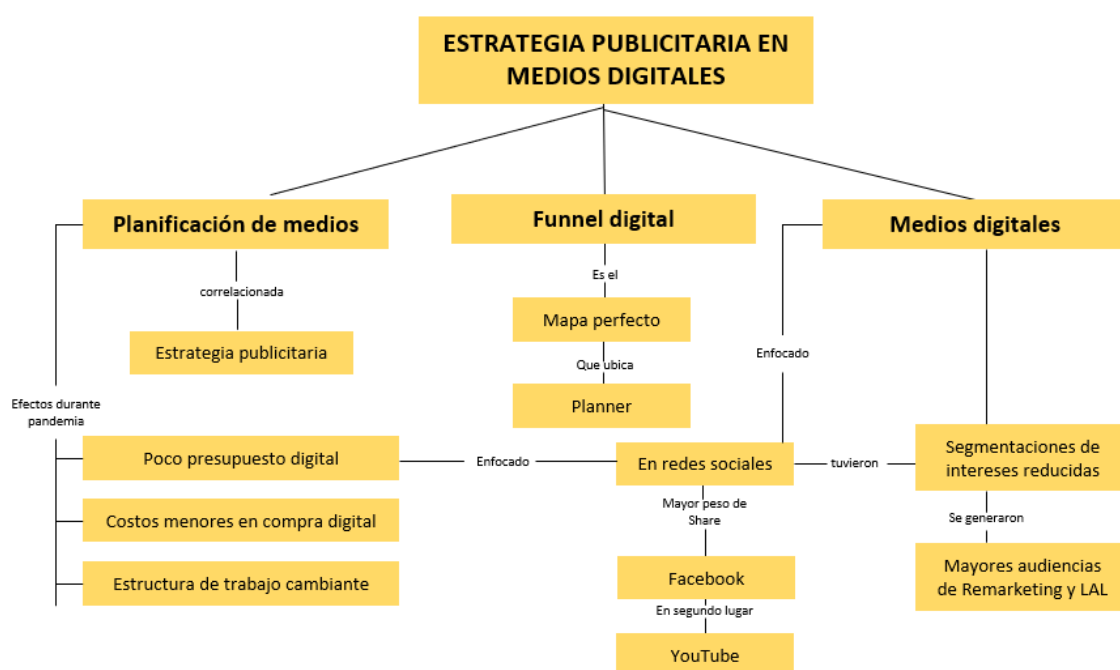 ESTRATEGIA PUBLICITARIA EN
MEDIOS DIGITALES
Planificación de medios
Funnel digital
Medios digitales
Es el
correlacionada
Mapa perfecto
Estrategia publicitaria
Enfocado
Que ubica
Planner
Efectos durante
pandemia
Poco presupuesto digital
Enfocado
En redes sociales
tuvieron
Segmentaciones de
intereses reducidas
Mayor peso de
Share
Se generaron
Costos menores en compra digital
Estructura de trabajo cambiante
Facebook
Mayores audiencias
de Remarketing y LAL
En segundo lugar
YouTube